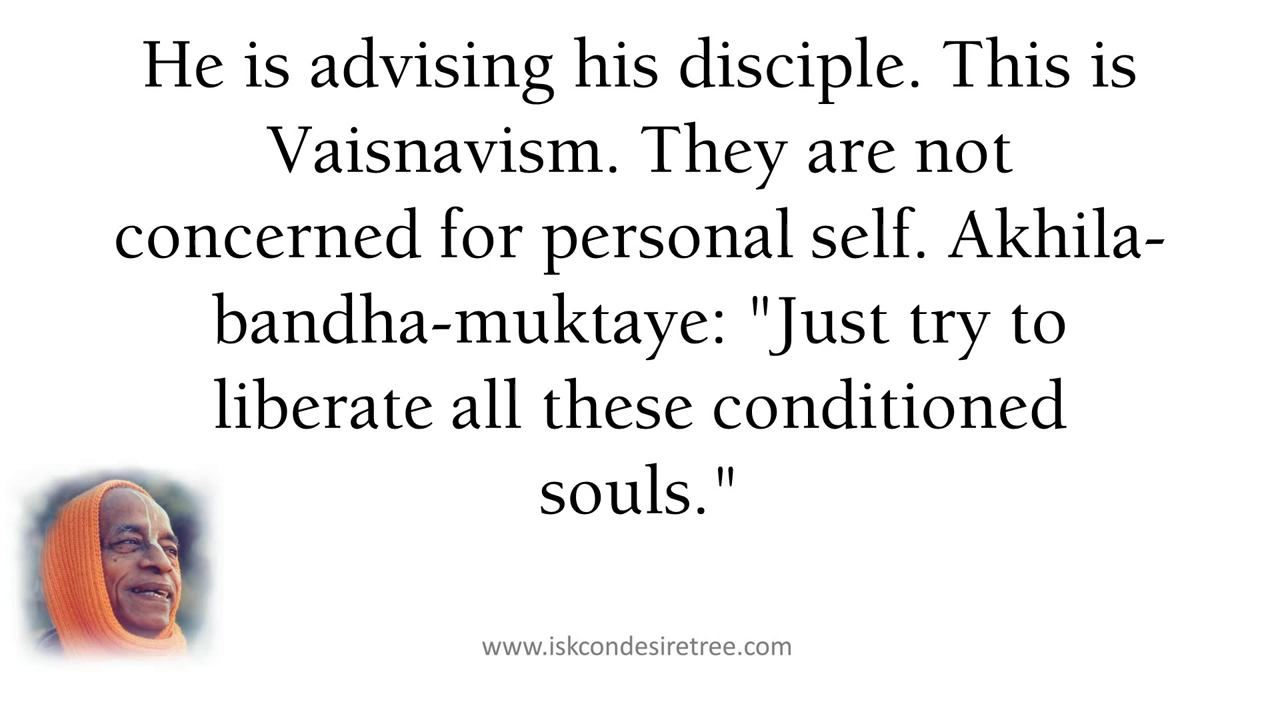 He is advising his disciple. This is
Vaisnavism. They are not
concerned for personal self. Akhila-
bandha-muktaye: "Just try to
liberate all these conditioned
souls."
www.iskcondesiretree.com